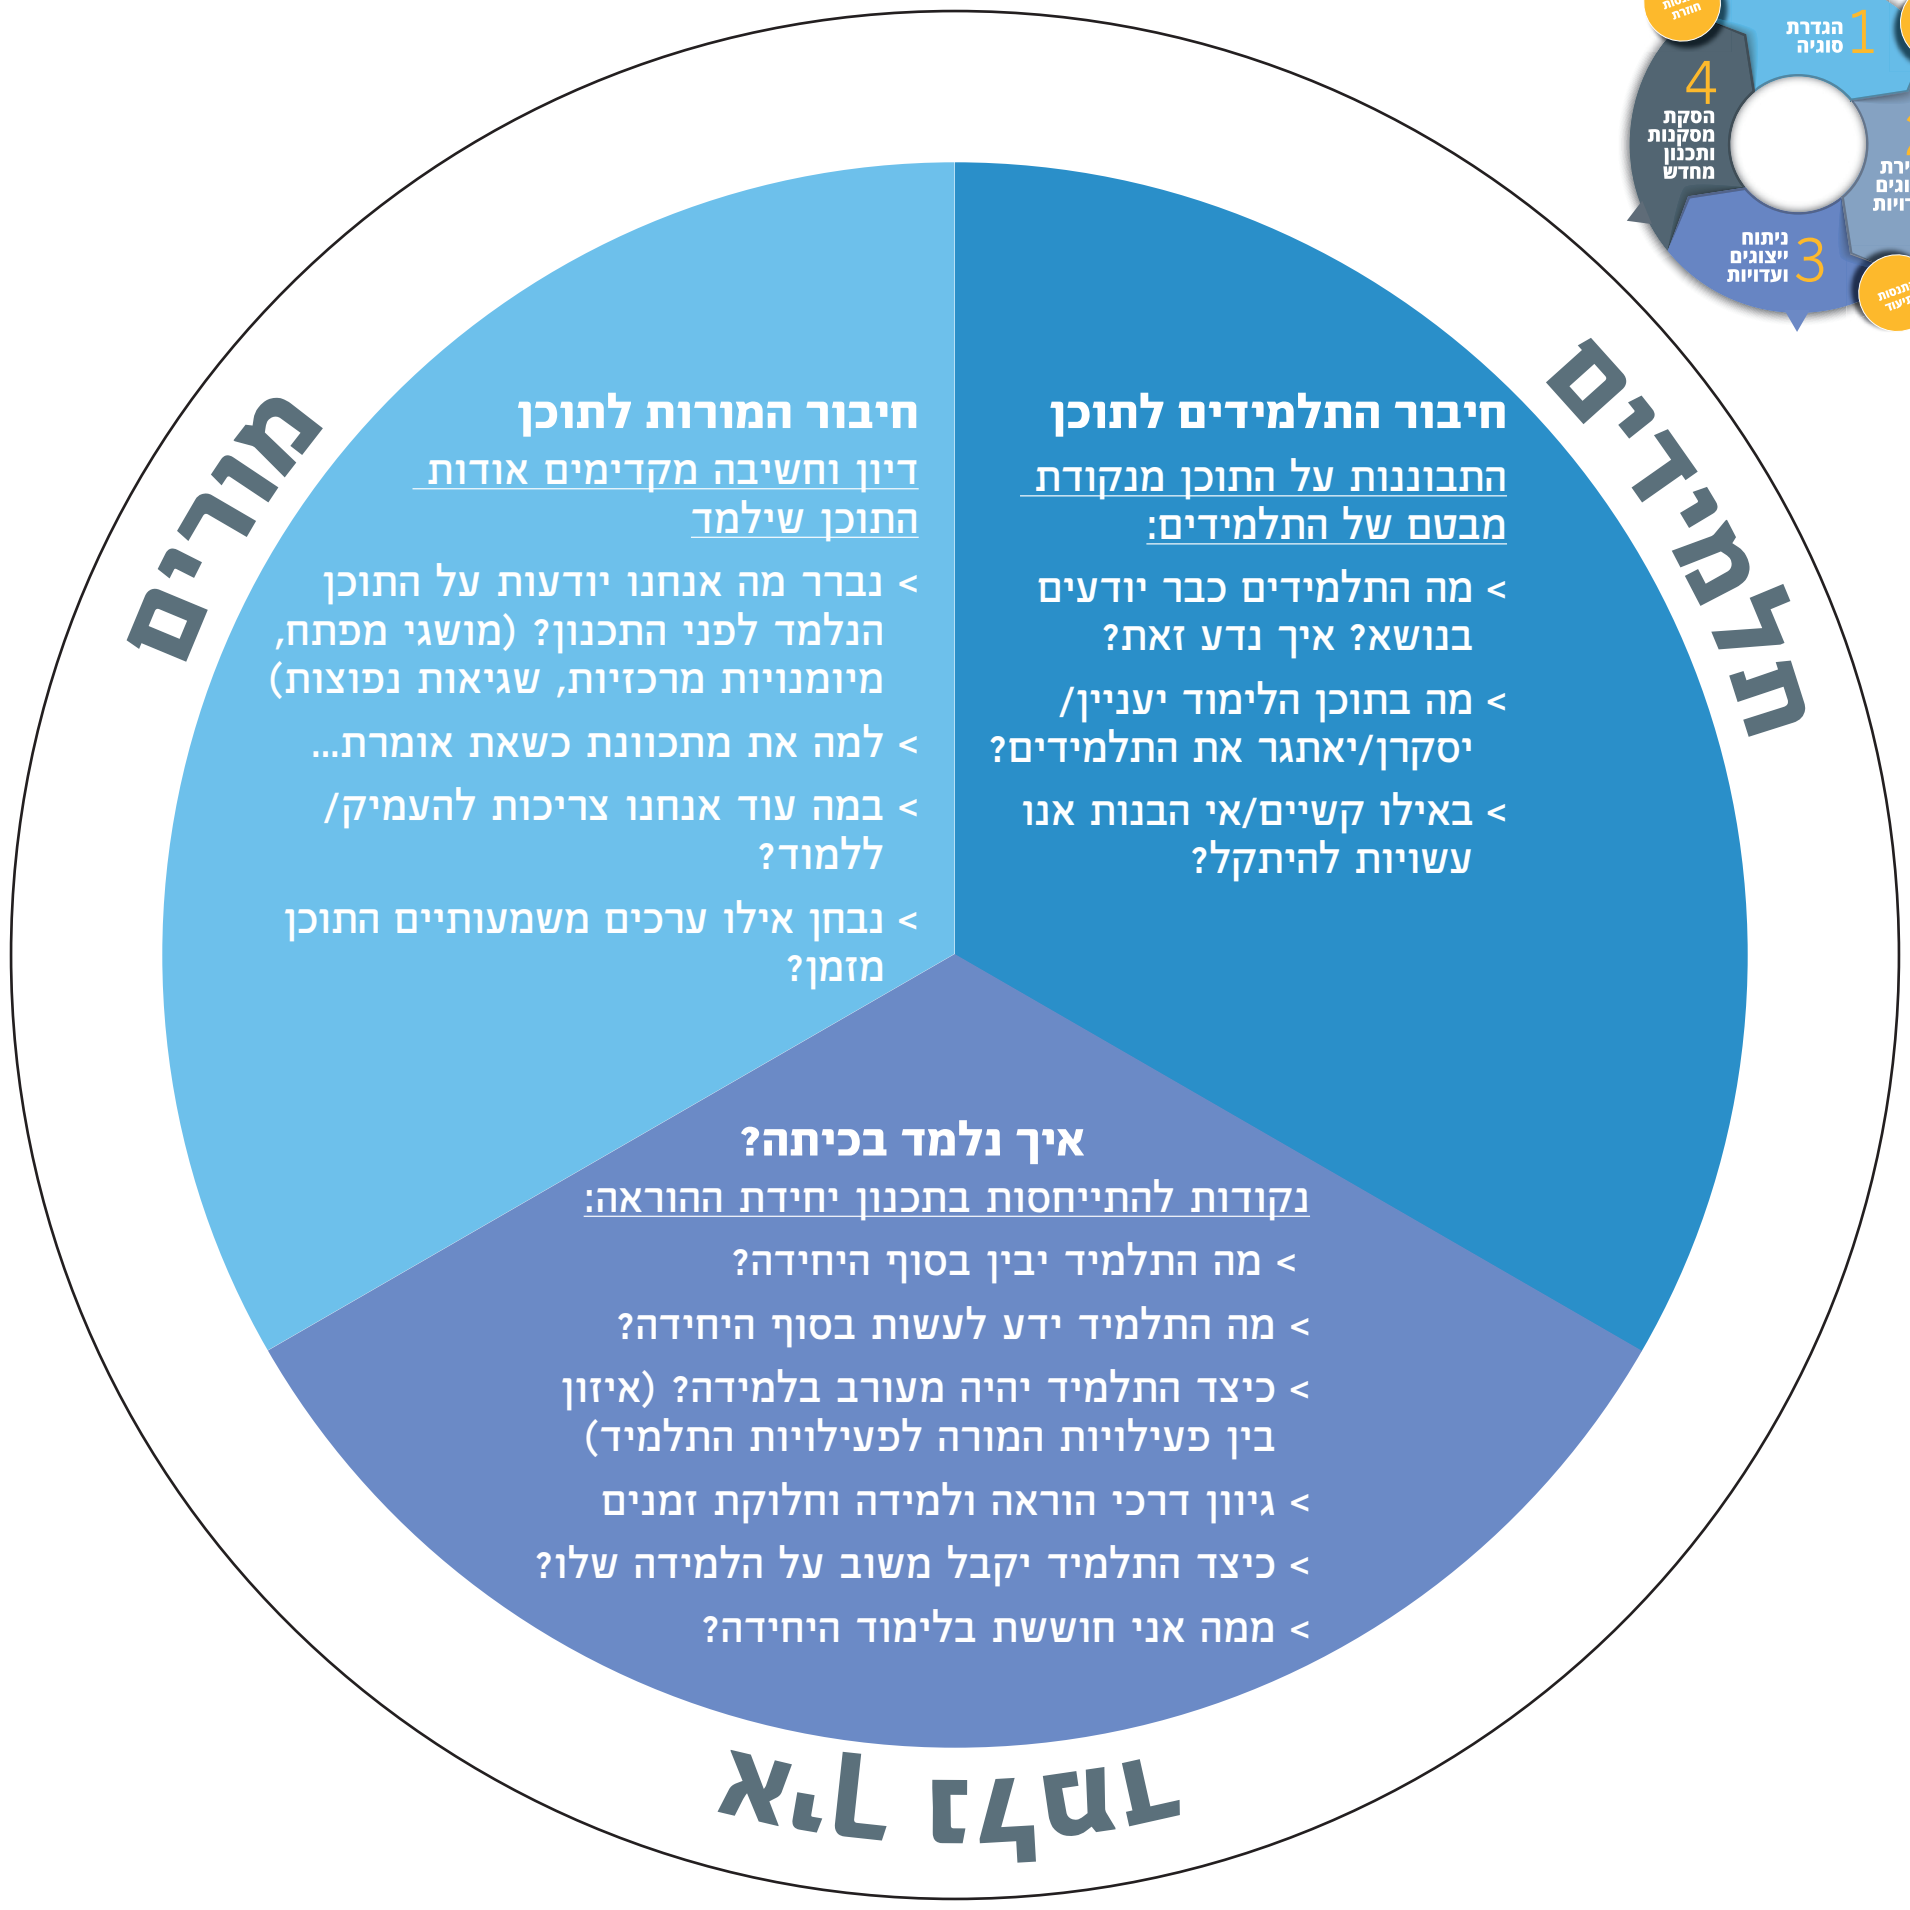 חוזרת
1
הגדרת
סוגיה
4
הסקת
מסקנות
ותכנון
מחדש
3
ניתוח
ייצוגים
ועדויות
תלמידים
חיבור התלמידים לתוכן
התבוננות על התוכן מנקודת
מבטם של התלמידים:
> מה התלמידים כבר יודעים
בנושא? איך נדע זאת?
> מה בתוכן הלימוד יעניין/
יסקרן/יאתגר את התלמידים?
> באילו קשיים/אי הבנות אנו
עשויות להיתקל?
מורים
חיבור המורות לתוכן
דיון וחשיבה מקדימים אודות
התוכן שילמד
> נברר מה אנחנו יודעות על התוכן
הנלמד לפני התכנון? (מושגי מפתח,
מיומנויות מרכזיות, שגיאות נפוצות)
> למה את מתכוונת כשאת אומרת...
> במה עוד אנחנו צריכות להעמיק/
ללמוד?
> נבחן אילו ערכים משמעותיים התוכן
מזמן?
איך נלמד בכיתה?
נקודות להתייחסות בתכנון יחידת ההוראה:
> מה התלמיד יבין בסוף היחידה?
> מה התלמיד ידע לעשות בסוף היחידה?
> כיצד התלמיד יהיה מעורב בלמידה? (איזון
בין פעילויות המורה לפעילויות התלמיד)
> גיוון דרכי הוראה ולמידה וחלוקת זמנים
> כיצד התלמיד יקבל משוב על הלמידה שלו?
> ממה אני חוששת בלימוד היחידה?
איך נלמד